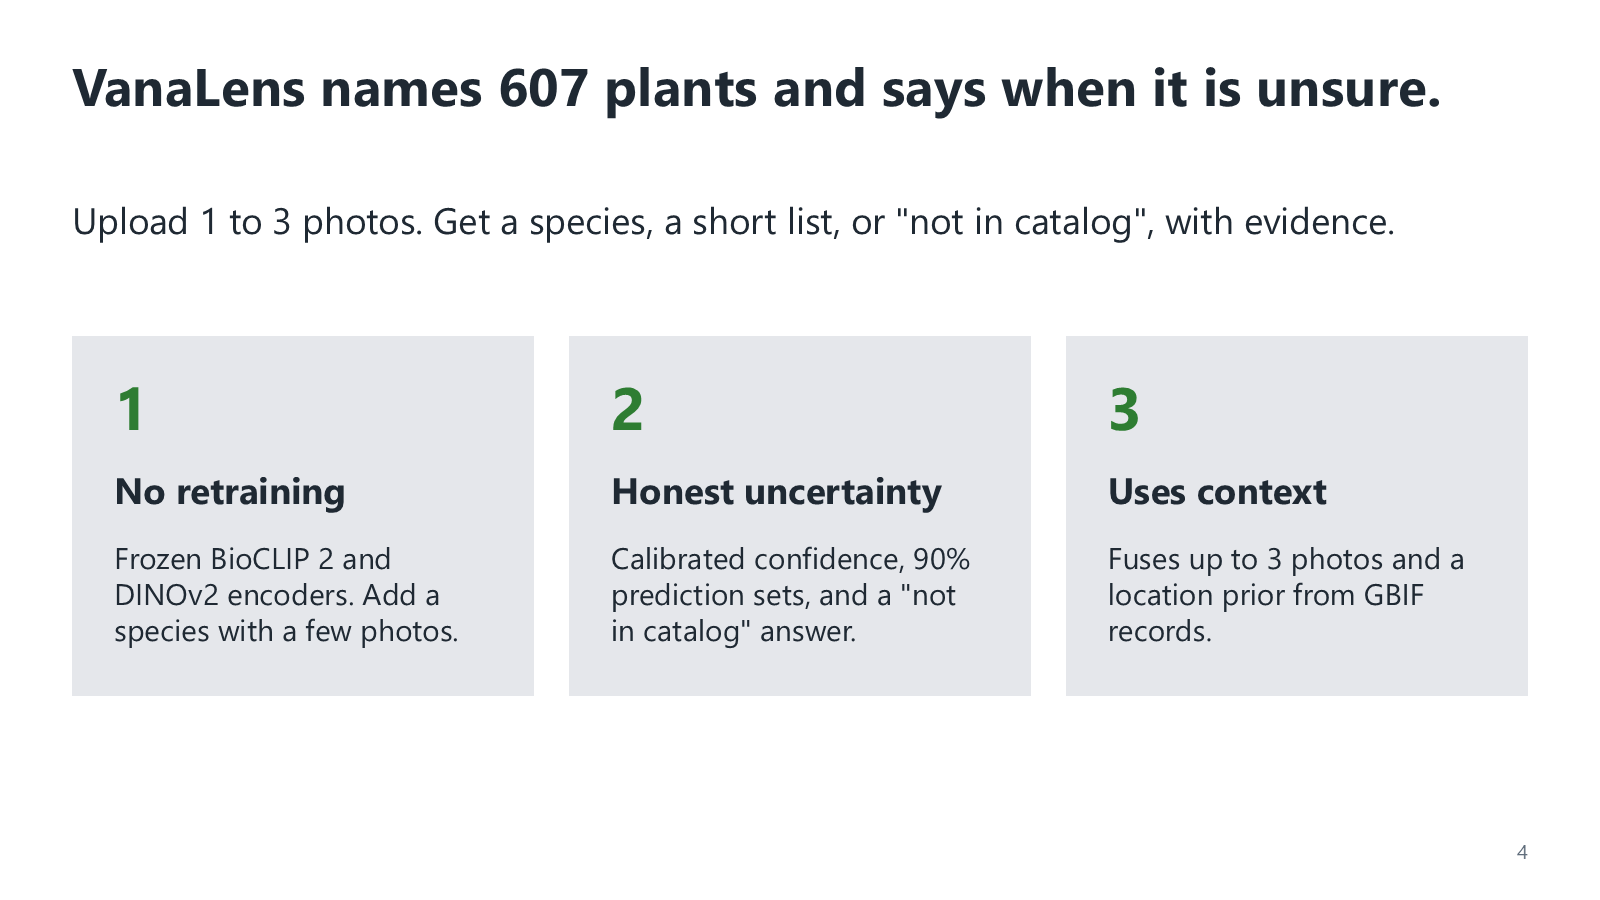 VanaLens names 607 plants and says when it is unsure.
Upload 1 to 3 photos. Get a species, a short list, or "not in catalog", with evidence.
1
No retraining
Frozen BioCLIP 2 and
DINOv2 encoders. Add a
species with a few photos.
2
Honest uncertainty
Calibrated confidence, 90%
prediction sets, and a "not
in catalog" answer.
3
Uses context
Fuses up to 3 photos and a
location prior from GBIF
records.
4